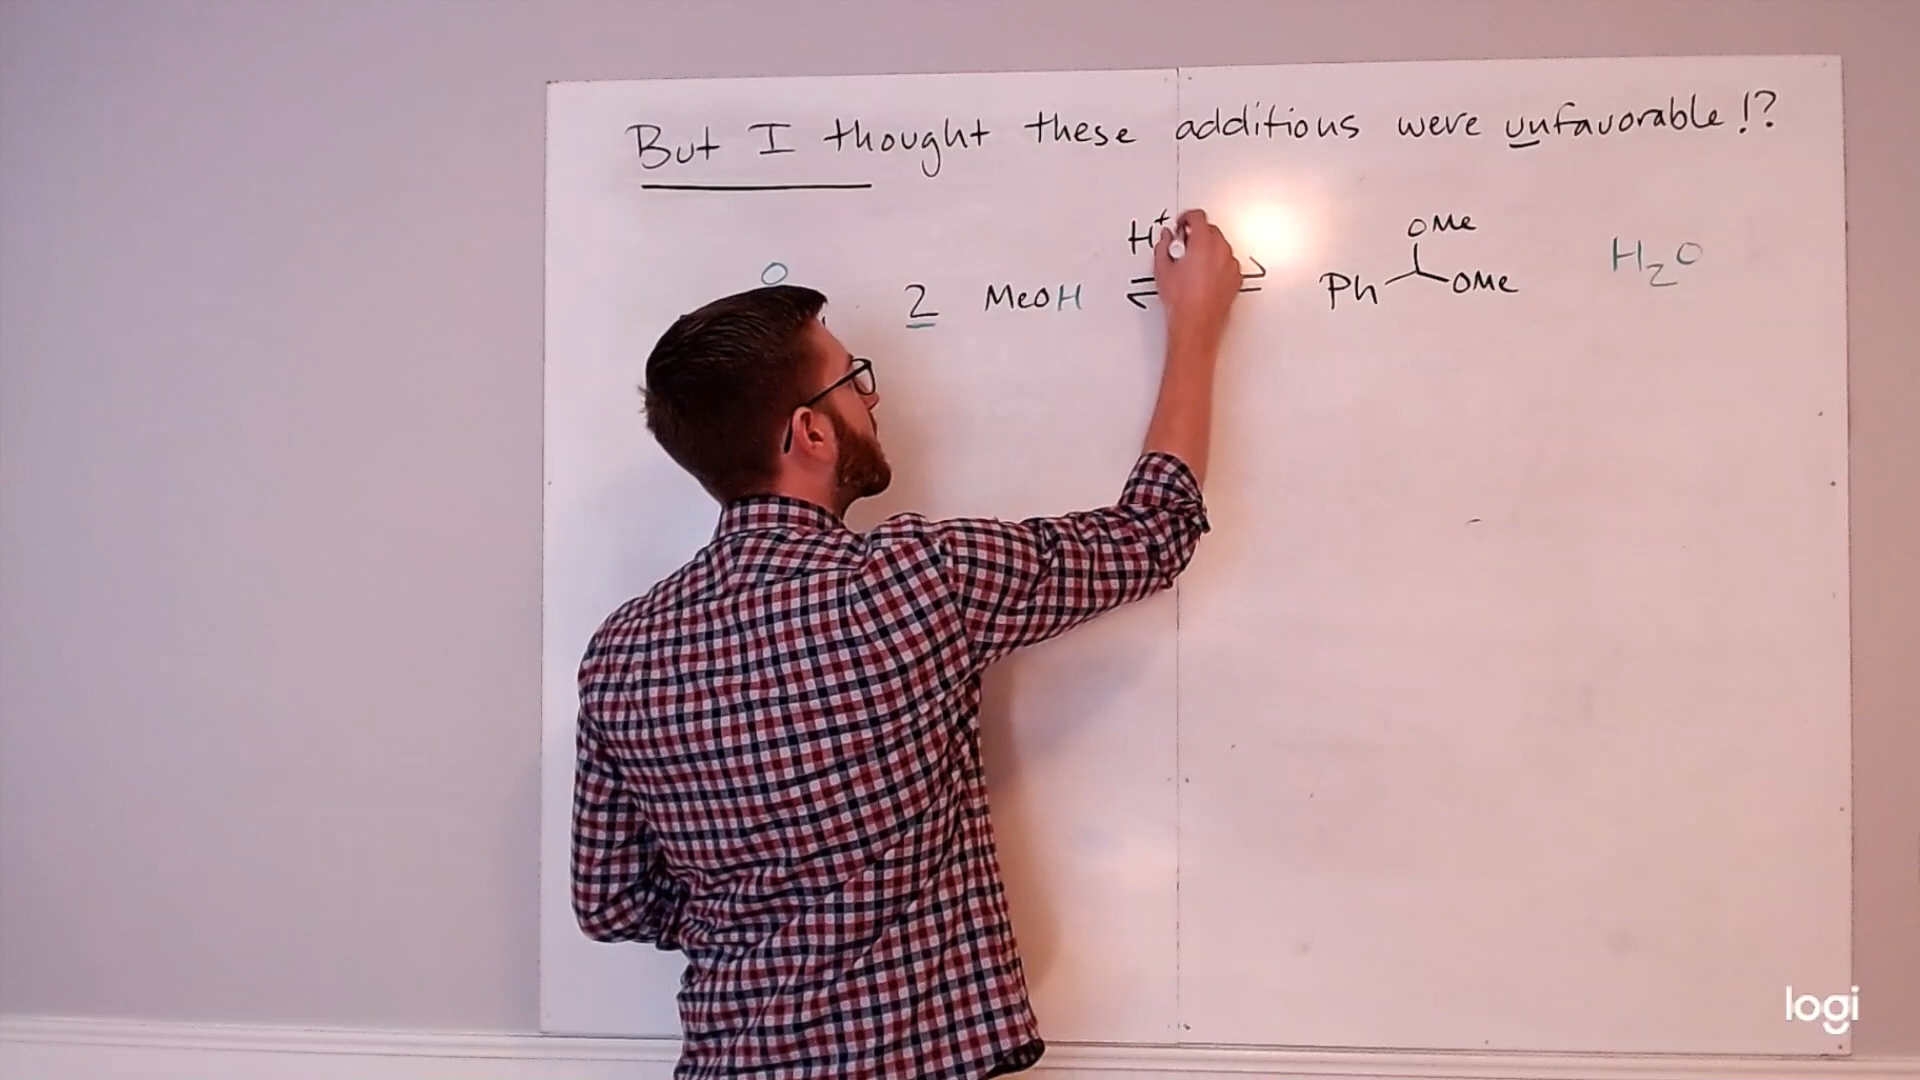 But I thought these additions were unfavorable!?
H+
OMe
O 2 MeOH Ph OMe H2O
logi